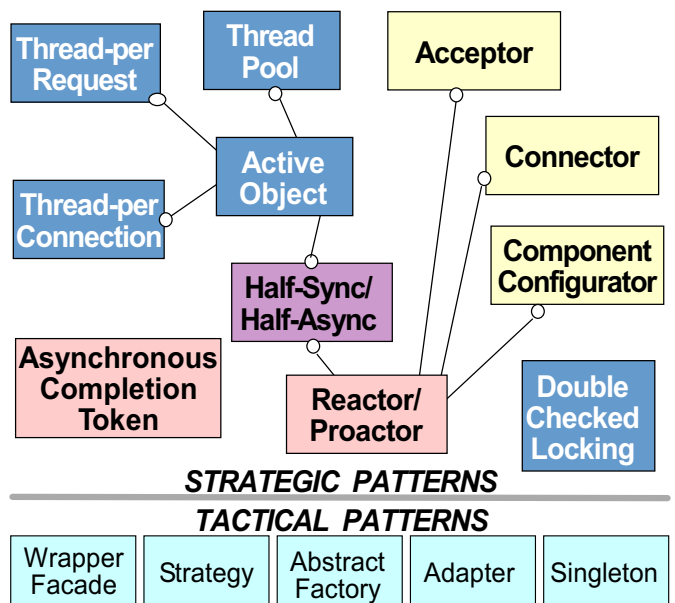 Thread-per
Request
Thread
Pool
Acceptor
Active
Object
Connector
Thread-per
Connection
Component
Configurator
Half-Sync/
Half-Async
Asynchronous
Completion
Token
Reactor/
Proactor
Double
Checked
Locking
STRATEGIC PATTERNS
TACTICAL PATTERNS
Wrapper
Facade
Strategy
Abstract
Factory
Adapter
Singleton